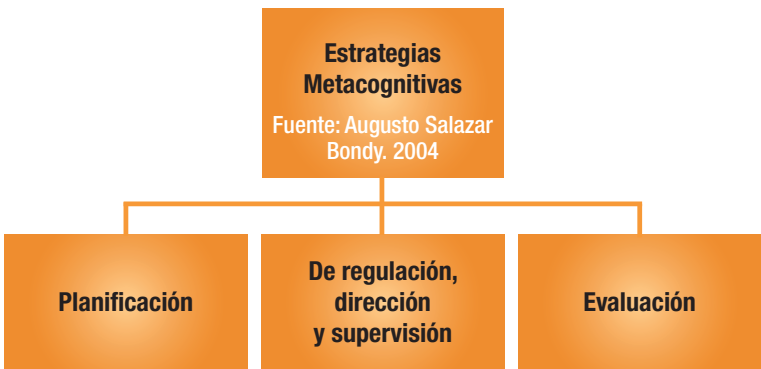 Estrategias
Metacognitivas
Fuente: Augusto Salazar
Bondy. 2004
Planificación
De regulación,
dirección
y supervisión
Evaluación